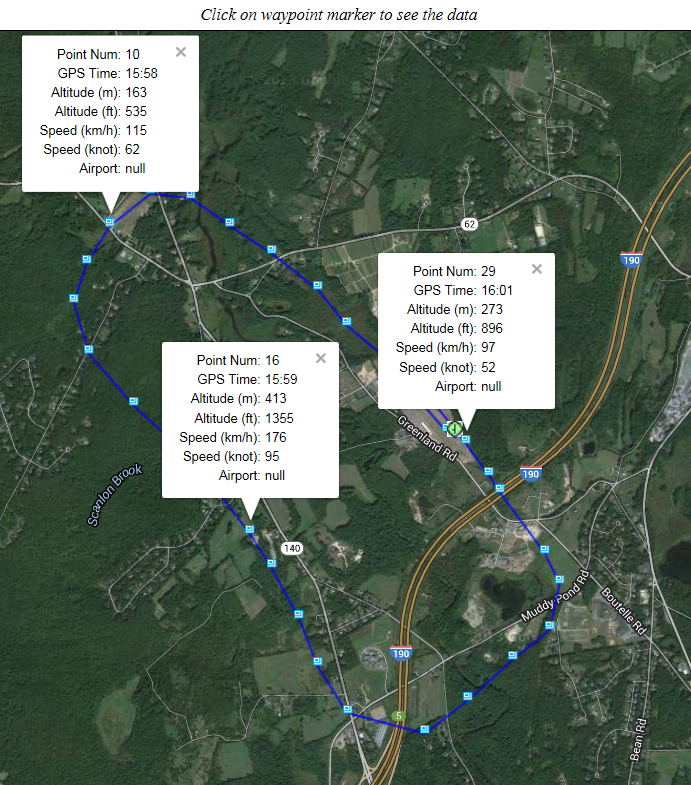 Click on waypoint marker to see the data
Point Num: 10
GPS Time: 15:58
Altitude (m): 163
Altitude (ft): 535
Speed (km/h): 115
Speed (knot): 62
Airport: null
62
190
Point Num: 29
GPS Time: 16:01
Altitude (m): 273
Altitude (ft): 896
Speed (km/h): 97
Speed (knot): 52
Airport: null
Point Num: 16
GPS Time: 15:59
Altitude (m): 413
Altitude (ft): 1355
Speed (km/h): 176
Speed (knot): 95
Airport: null
Greenland Rd
190
Scanlon Brook
140
Muddy Pond Rd
Boutelle Rd
190
5
Bean Rd